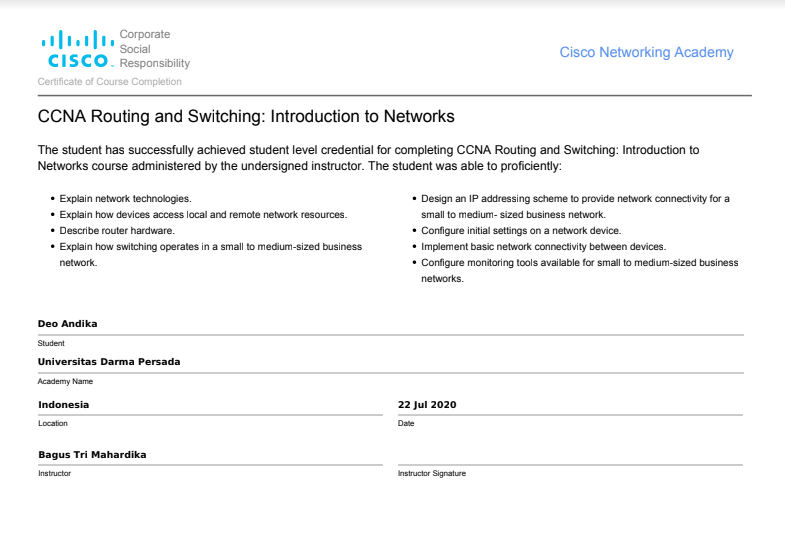 Corporate
Social
Responsibility
CISCO
Cisco Networking Academy
Certificate of Course Completion
CCNA Routing and Switching: Introduction to Networks
The student has successfully achieved student level credential for completing CCNA Routing and Switching: Introduction to
Networks course administered by the undersigned instructor. The student was able to proficiently:
• Explain network technologies.
• Explain how devices access local and remote network resources.
• Describe router hardware.
• Explain how switching operates in a small to medium-sized business
network.
• Design an IP addressing scheme to provide network connectivity for a
small to medium- sized business network.
• Configure initial settings on a network device.
• Implement basic network connectivity between devices.
• Configure monitoring tools available for small to medium-sized business
networks.
Deo Andika
Student
Universitas Darma Persada
Academy Name
Indonesia
Location
22 Jul 2020
Date
Bagus Tri Mahardika
Instructor
Instructor Signature